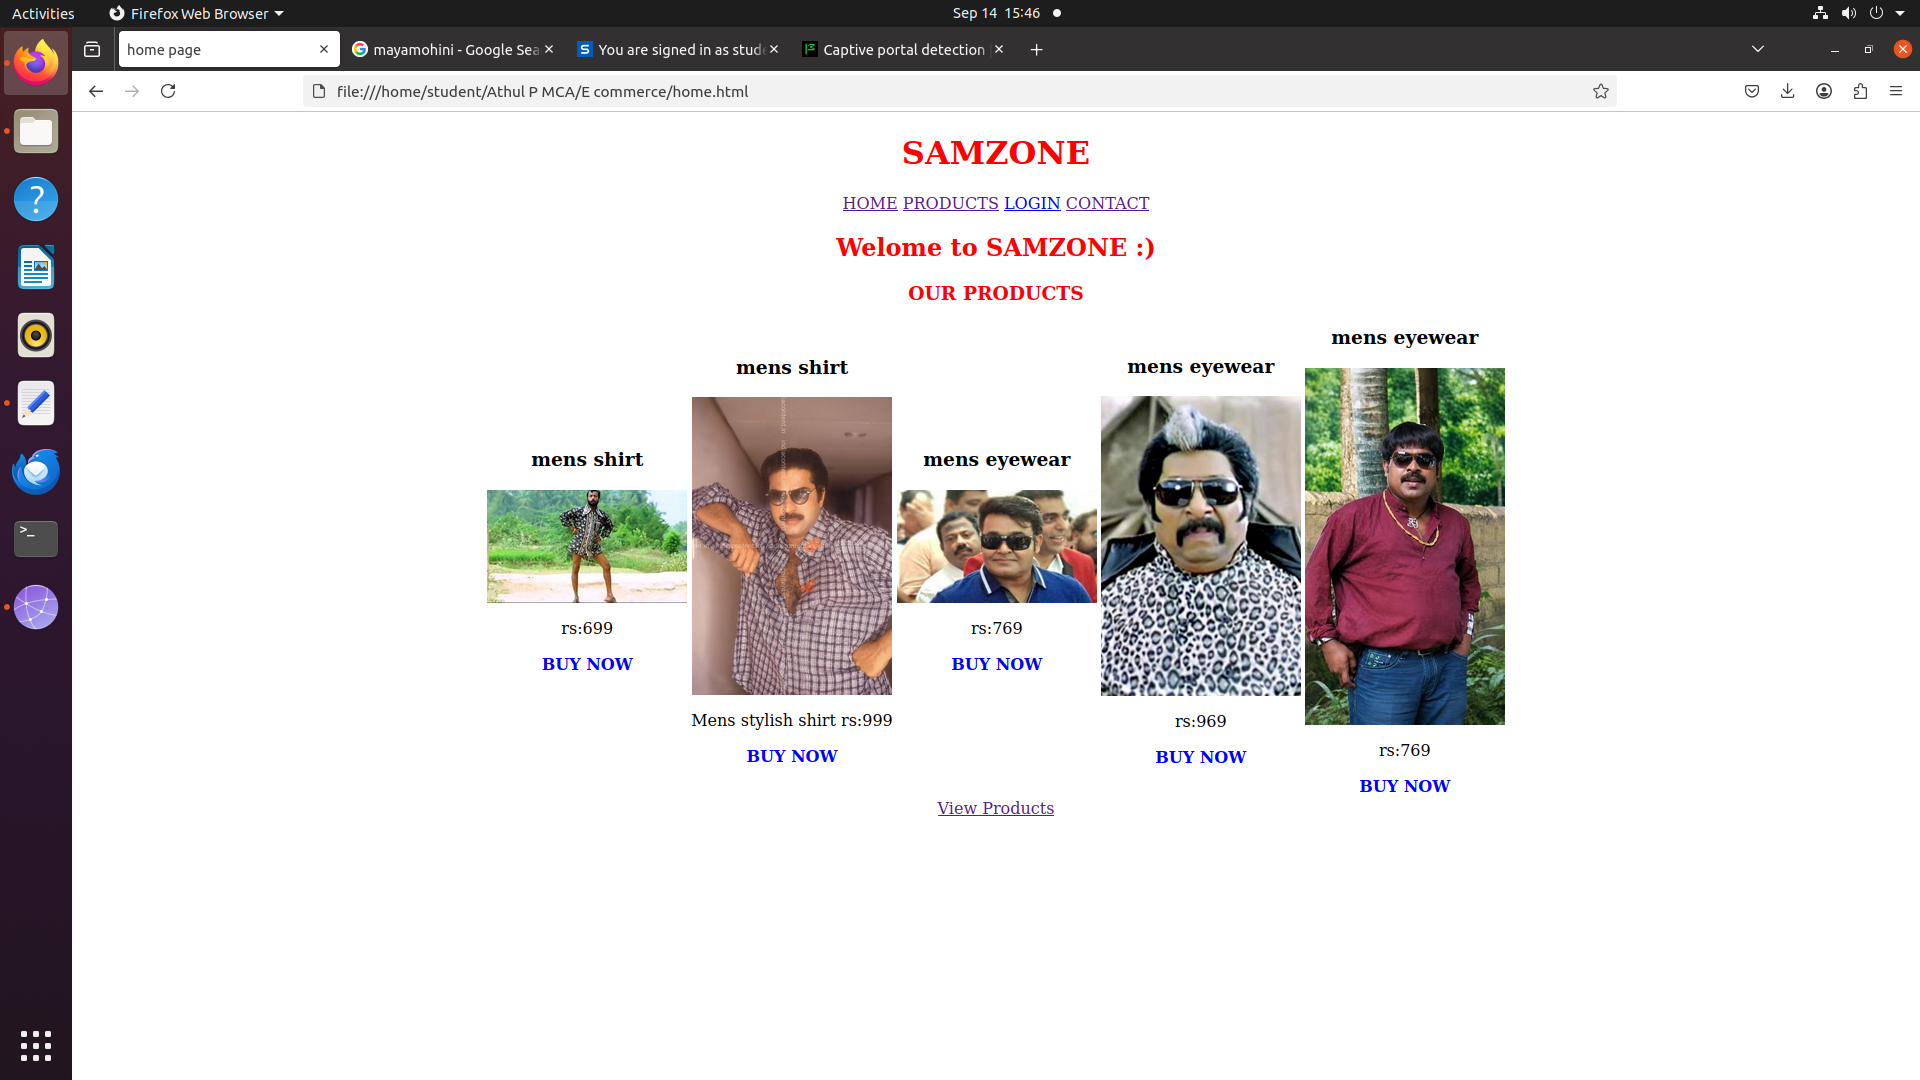 Activities
Firefox Web Browser
Sep 14 15:46
home page
mayamohini - Google Sea
You are signed in as stud
Captive portal detection
file:///home/student/Athul P MCA/E commerce/home.html
SAMZONE
HOME PRODUCTS LOGIN CONTACT
Welome to SAMZONE :)
OUR PRODUCTS
mens shirt
rs:699
BUY NOW
mens shirt
Mens stylish shirt rs:999
BUY NOW
mens eyewear
rs:769
BUY NOW
mens eyewear
rs:969
BUY NOW
mens eyewear
rs:769
BUY NOW
View Products